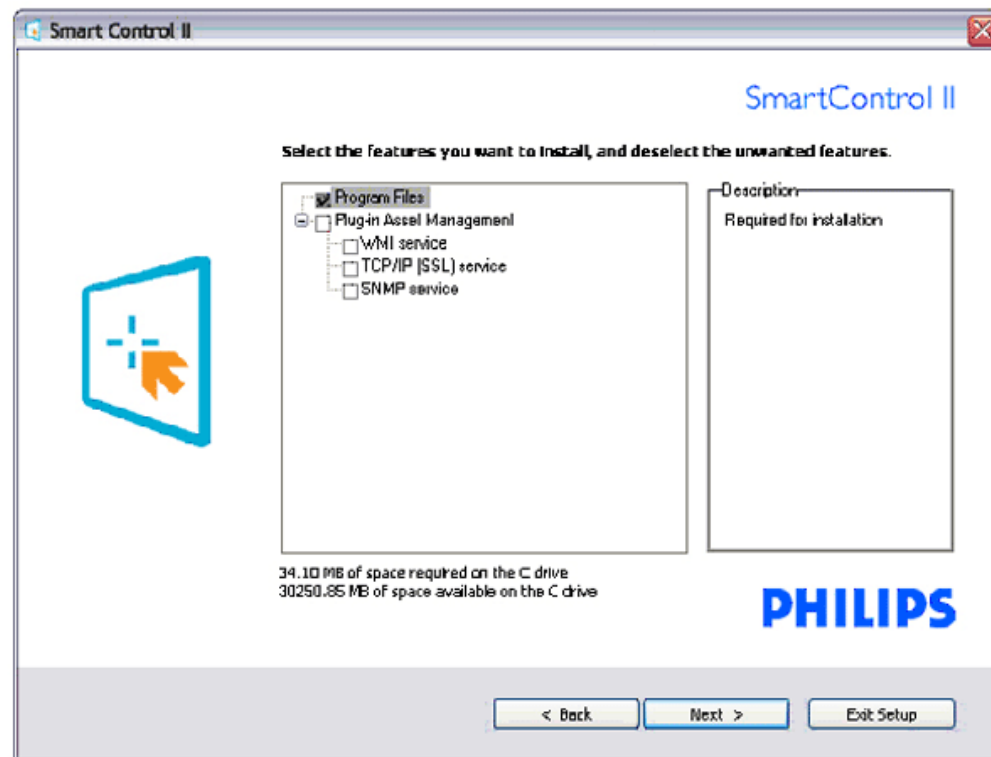 Smart Control II
SmartControl II
Select the features you want to install, and deselect the unwanted features.
Program Files
Plug-in Asset Management
WMI service
TCP/IP (SSL) service
SNMP service
Description
Required for installation
34.10 MB of space required on the C drive
30250.85 MB of space available on the C drive
PHILIPS
< Back
Next >
Exit Setup